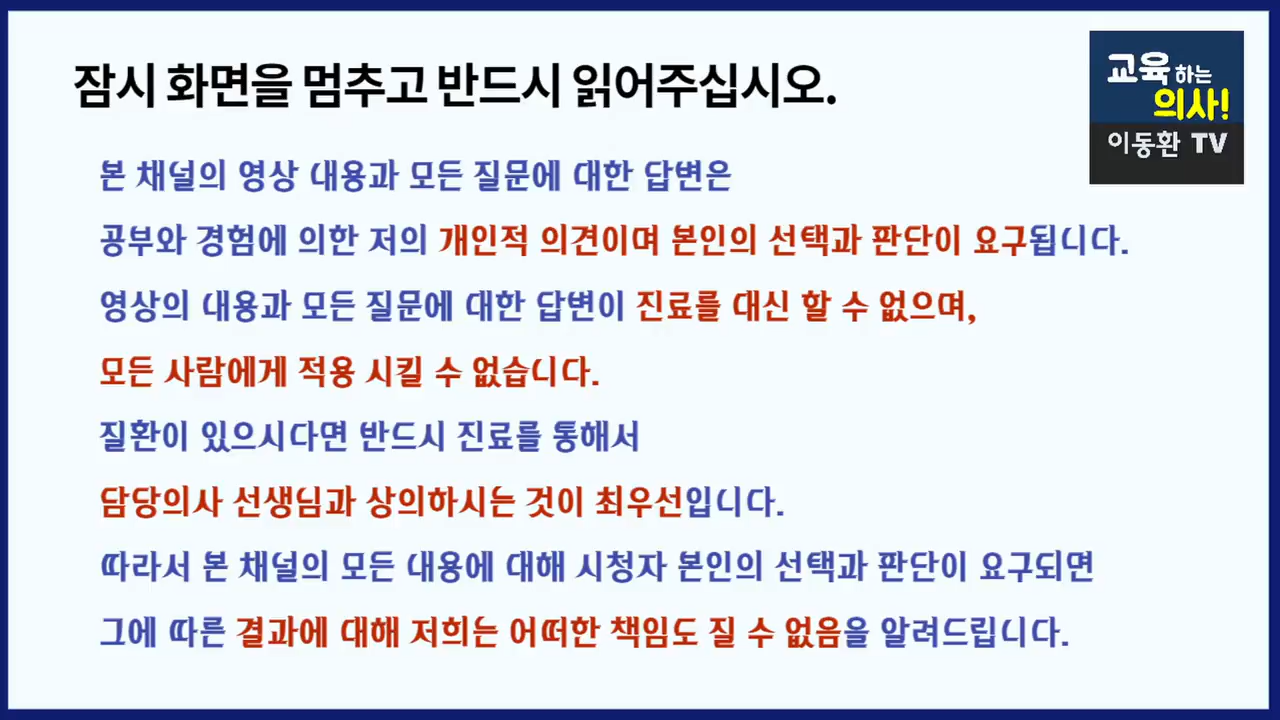 잠시 화면을 멈추고 반드시 읽어주십시오.
교육하는
의사!
이동환 TV
본 채널의 영상 내용과 모든 질문에 대한 답변은
공부와 경험에 의한 저의 개인적 의견이며 본인의 선택과 판단이 요구됩니다.
영상의 내용과 모든 질문에 대한 답변이 진료를 대신 할 수 없으며,
모든 사람에게 적용 시킬 수 없습니다.
질환이 있으시다면 반드시 진료를 통해서
담당의사 선생님과 상의하시는 것이 최우선입니다.
따라서 본 채널의 모든 내용에 대해 시청자 본인의 선택과 판단이 요구되면
그에 따른 결과에 대해 저희는 어떠한 책임도 질 수 없음을 알려드립니다.